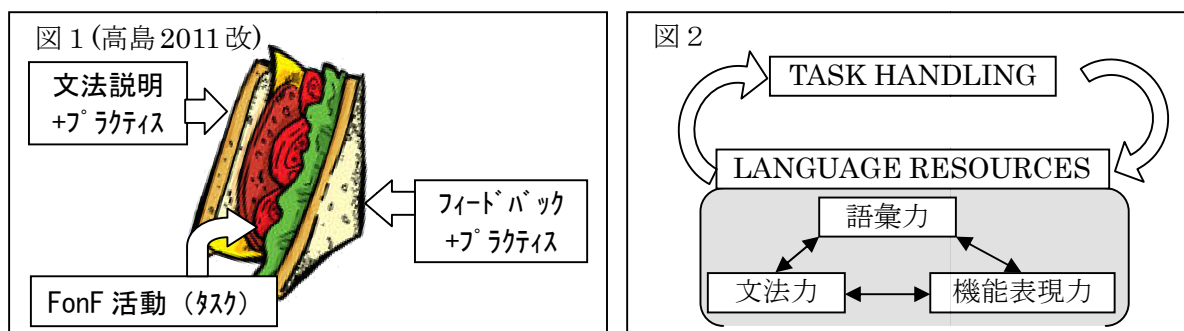 図１(高島2011改)
文法説明
+ﾌﾟﾗｸﾃｨｽ
ﾌｨｰﾄﾞﾊﾞｯｸ
+ﾌﾟﾗｸﾃｨｽ
FonF活動（ﾀｽｸ）
図２
TASK HANDLING
LANGUAGE RESOURCES
語彙力
文法力
機能表現力